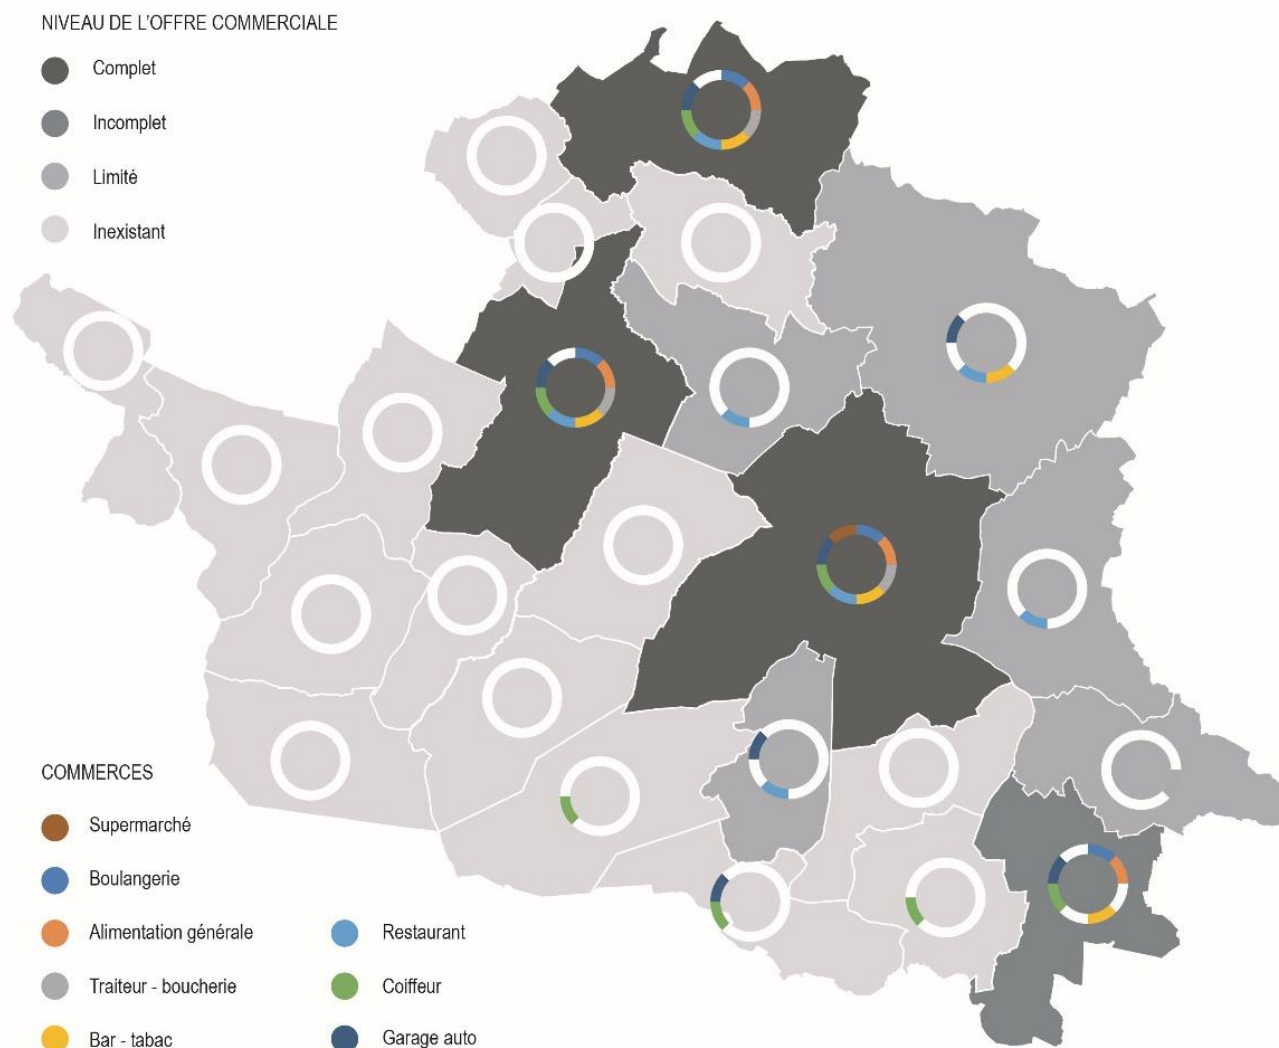 NIVEAU DE L'OFFRE COMMERCIALE
Complet
Incomplet
Limité
Inexistant
COMMERCES
Supermarché
Boulangerie
Alimentation générale
Traiteur - boucherie
Bar - tabac
Restaurant
Coiffeur
Garage auto